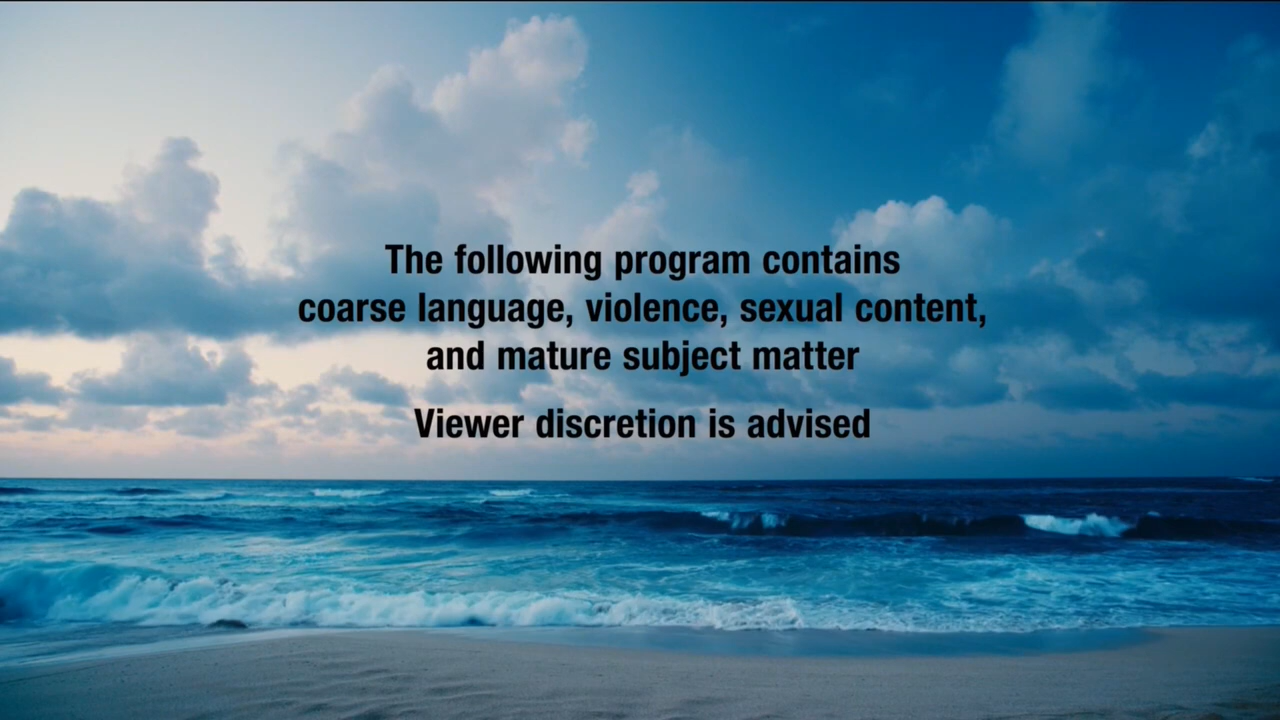 The following program contains
coarse language, violence, sexual content,
and mature subject matter
Viewer discretion is advised